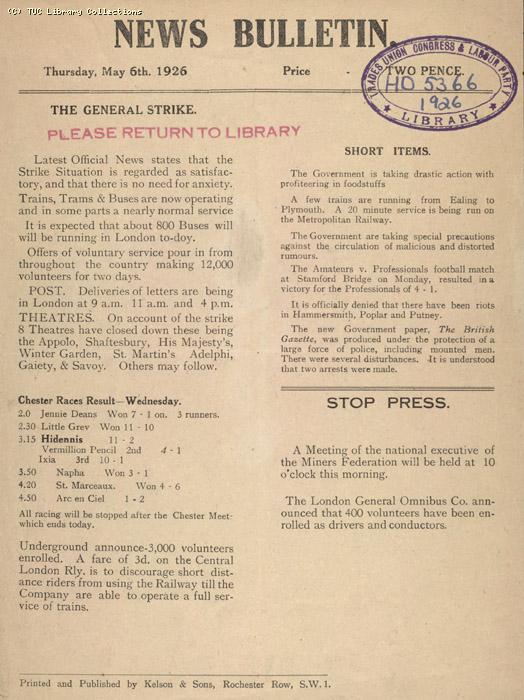 (C) TUC Library Collections
NEWS BULLETIN.
Thursday, May 6th. 1926 Price - TWO PENCE.
TRADES UNION CONGRESS & LABOUR PARTY
HD 5366
1926
★ LIBRARY ★
THE GENERAL STRIKE.
PLEASE RETURN TO LIBRARY
Latest Official News states that the
Strike Situation is regarded as satisfac-
tory, and that there is no need for anxiety.
Trains, Trams & Buses are now operating
and in some parts a nearly normal service
It is expected that about 800 Buses will
will be running in London to-day.
Offers of voluntary service pour in from
throughout the country making 12,000
volunteers for two days.
POST. Deliveries of letters are being
in London at 9 a.m. 11 a.m. and 4 p.m.
THEATRES. On account of the strike
8 Theatres have closed down these being
the Appolo, Shaftesbury, His Majesty's,
Winter Garden, St. Martin's Adelphi,
Gaiety, & Savoy. Others may follow.
Chester Races Result—Wednesday.
2.0 Jennie Deans Won 7 - 1 on. 3 runners.
2.30 Little Grev Won 11 - 10
3.15 Hidennis 11 - 2
Vermillion Pencil 2nd 4 - 1
Ixia 3rd 10 - 1
3.50 Napha Won 3 - 1
4.20 St. Marceaux. Won 4 - 6
4.50 Arc en Ciel 1 - 2
All racing will be stopped after the Chester Meet-
which ends today.
Underground announce-3,000 volunteers
enrolled. A fare of 3d. on the Central
London Rly. is to discourage short dist-
ance riders from using the Railway till the
Company are able to operate a full ser-
vice of trains.
SHORT ITEMS.
The Government is taking drastic action with
profiteering in foodstuffs
A few trains are running from Ealing to
Plymouth. A 20 minute service is being run on
the Metropolitan Railway.
The Government are taking special precautions
against the circulation of malicious and distorted
rumours.
The Amateurs v. Professionals football match
at Stamford Bridge on Monday, resulted in a
victory for the Professionals of 4 - 1.
It is officially denied that there have been riots
in Hammersmith, Poplar and Putney.
The new Government paper, The British
Gazette, was produced under the protection of a
large force of police, including mounted men.
There were several disturbances. It is understood
that two arrests were made.
STOP PRESS.
A Meeting of the national executive of
the Miners Federation will be held at 10
o'clock this morning.
The London General Omnibus Co. ann-
ounced that 400 volunteers have been en-
rolled as drivers and conductors.
Printed and Published by Kelson & Sons, Rochester Row, S.W.1.